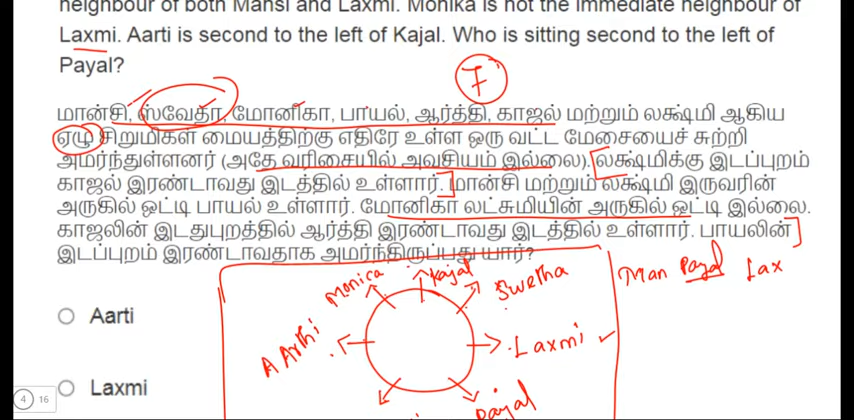 neighbour of both Mansi and Laxmi. Monika is not the immediate neighbour of
Laxmi. Aarti is second to the left of Kajal. Who is sitting second to the left of
Payal?
7
மான்சி, ஸ்வேதா, மோனிகா, பாயல், ஆர்த்தி, காஜல் மற்றும் லக்ஷ்மி ஆகிய
ஏழு சிறுமிகள் மையத்திற்கு எதிரே உள்ள ஒரு வட்ட மேசையைச் சுற்றி
அமர்ந்துள்ளனர் (அதே வரிசையில் அவசியம் இல்லை). லக்ஷ்மிக்கு இடப்புறம்
காஜல் இரண்டாவது இடத்தில் உள்ளார். மான்சி மற்றும் லக்ஷ்மி இருவரின்
அருகில் ஒட்டி பாயல் உள்ளார். மோனிகா லட்சுமியின் அருகில் ஒட்டி இல்லை.
காஜலின் இடதுபுறத்தில் ஆர்த்தி இரண்டாவது இடத்தில் உள்ளார். பாயலின்
இடப்புறம் இரண்டாவதாக அமர்ந்திருப்பது யார்?
Monica Kajal Swetha
Man Payal Lax
Aarti
AArthi
Laxmi
4 16
Laxmi
payal